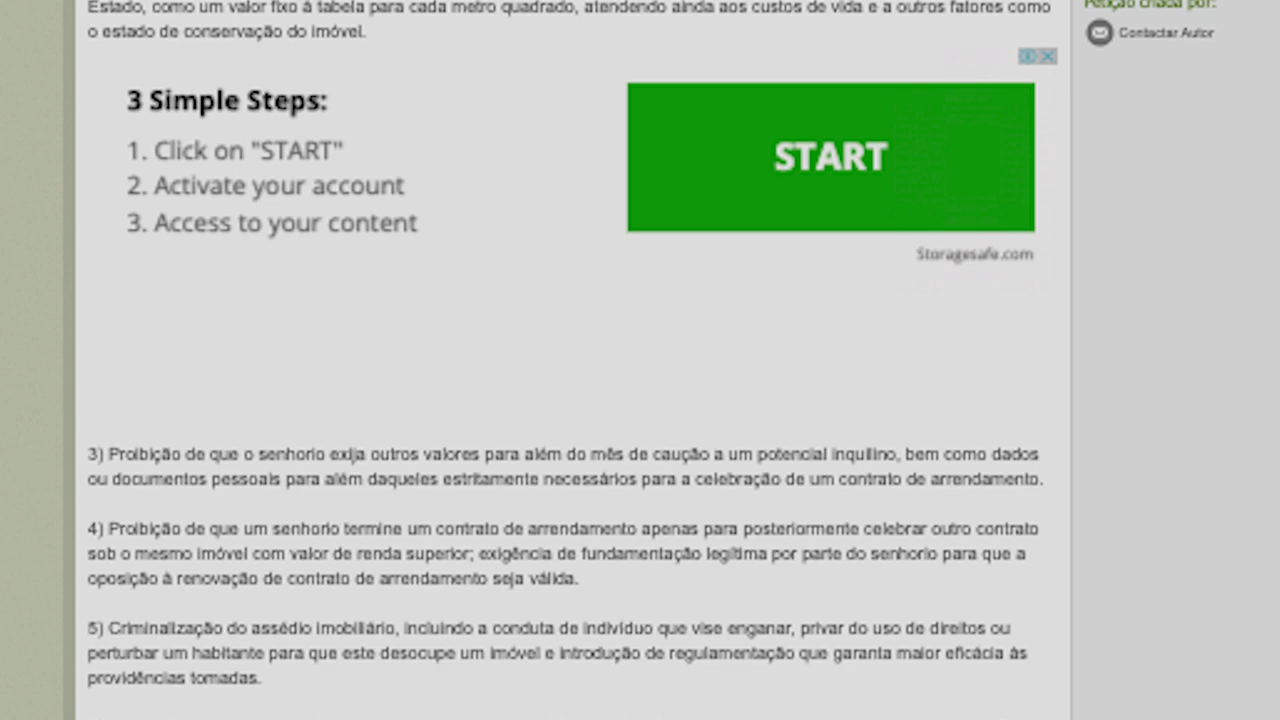 Estado, como um valor fixo à tabela para cada metro quadrado, atendendo ainda aos custos de vida e a outros fatores como
o estado de conservação do imóvel.
Petição criada por:
Contactar Autor
3 Simple Steps:
1. Click on "START"
2. Activate your account
3. Access to your content
START
Storagesafe.com
3) Proibição de que o senhorio exija outros valores para além do mês de caução a um potencial inquilino, bem como dados
ou documentos pessoais para além daqueles estritamente necessários para a celebração de um contrato de arrendamento.
4) Proibição de que um senhorio termine um contrato de arrendamento apenas para posteriormente celebrar outro contrato
sob o mesmo imóvel com valor de renda superior; exigência de fundamentação legítima por parte do senhorio para que a
oposição à renovação de contrato de arrendamento seja válida.
5) Criminalização do assédio imobiliário, incluindo a conduta de indivíduo que vise enganar, privar do uso de direitos ou
perturbar um habitante para que este desocupe um imóvel e introdução de regulamentação que garanta maior eficácia às
providências tomadas.